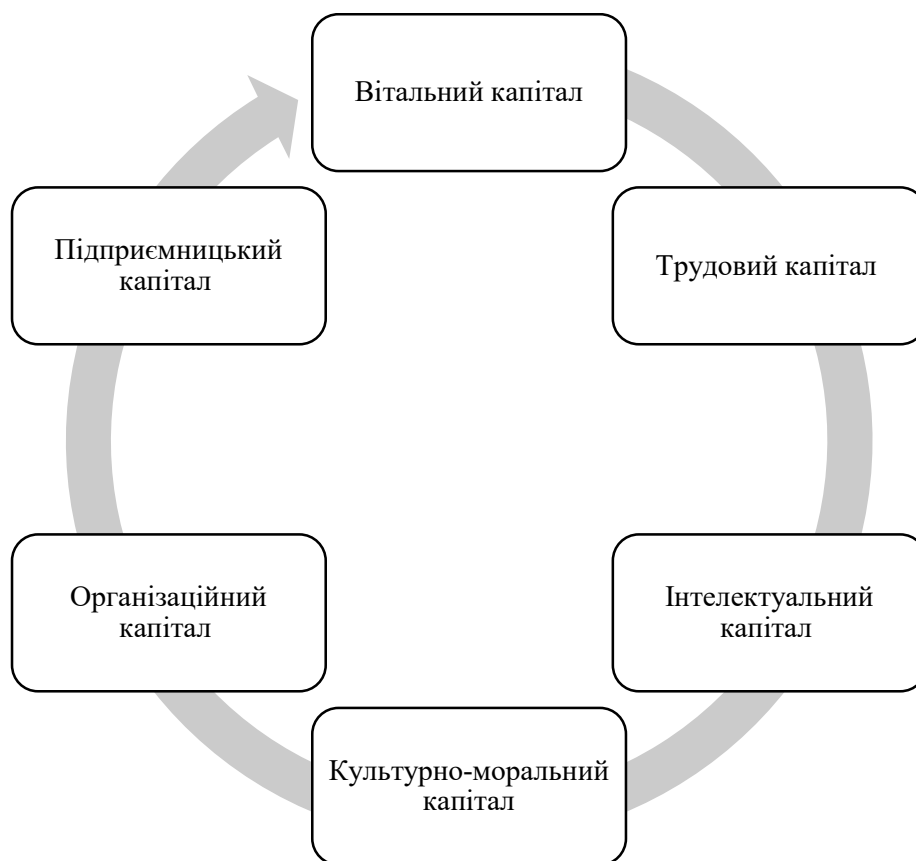 Вітальний капітал
Трудовий капітал
Інтелектуальний
капітал
Культурно-моральний
капітал
Організаційний
капітал
Підприємницький
капітал